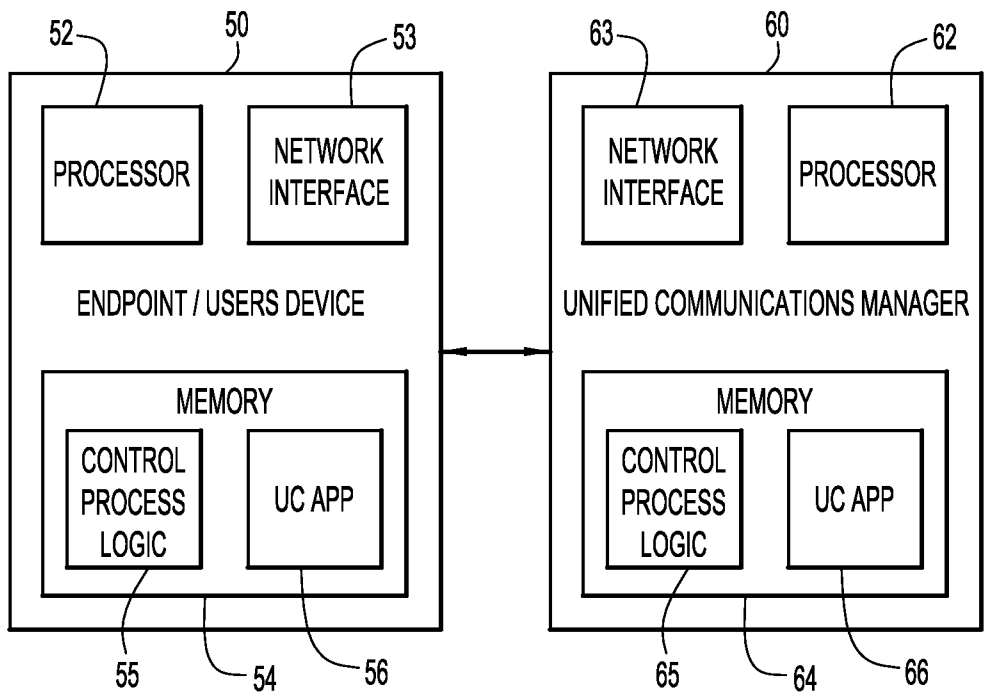 52 50 53 63 60 62
PROCESSOR
NETWORK
INTERFACE
NETWORK
INTERFACE
PROCESSOR
ENDPOINT / USERS DEVICE
UNIFIED COMMUNICATIONS MANAGER
MEMORY
CONTROL
PROCESS
LOGIC
UC APP
MEMORY
CONTROL
PROCESS
LOGIC
UC APP
55 54 56 65 64 66